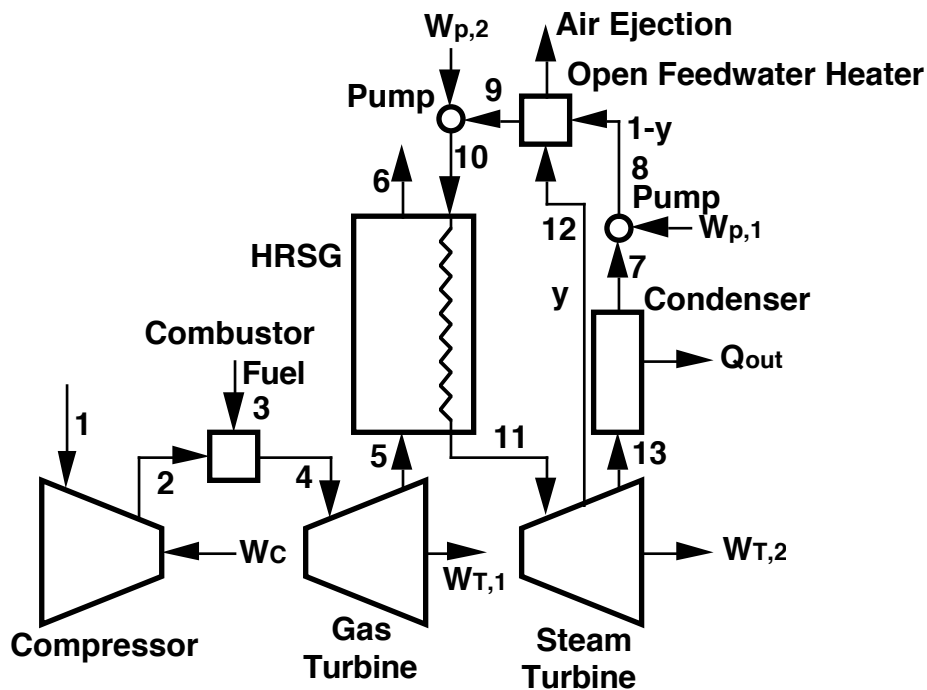 Wp,2
Air Ejection
Open Feedwater Heater
Pump
9
1-y
10
8
6
Pump
12
Wp,1
HRSG
7
y
Condenser
Combustor
Qout
Fuel
3
1
11
5
13
2
4
WC
WT,1
WT,2
Compressor
Gas
Turbine
Steam
Turbine